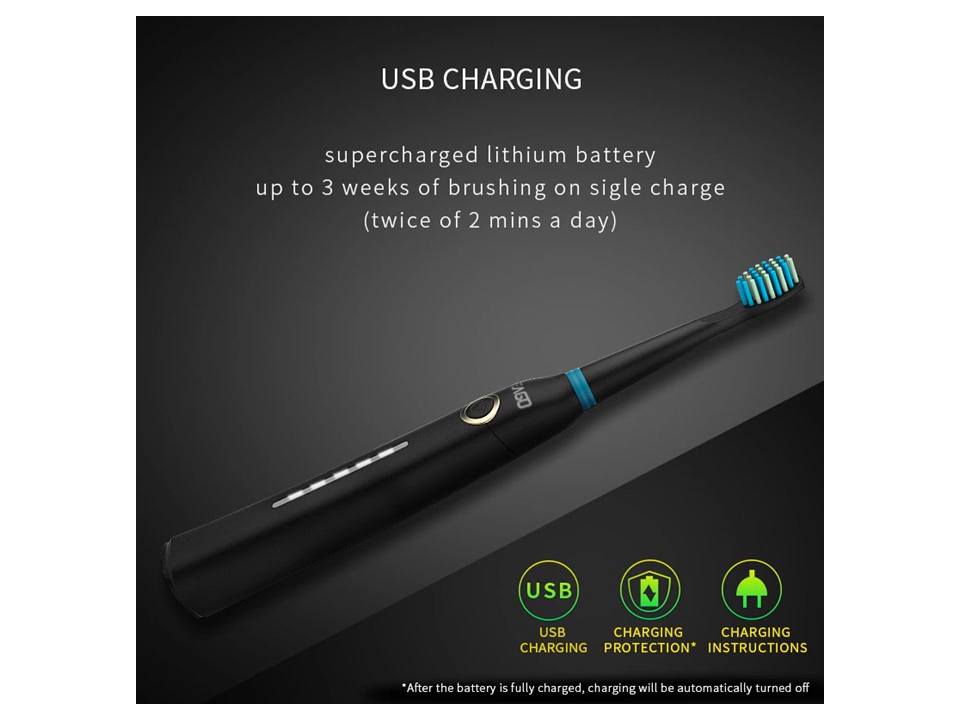 USB CHARGING
supercharged lithium battery
up to 3 weeks of brushing on sigle charge
(twice of 2 mins a day)
USB
USB
CHARGING
CHARGING
PROTECTION*
CHARGING
INSTRUCTIONS
*After the battery is fully charged, charging will be automatically turned off